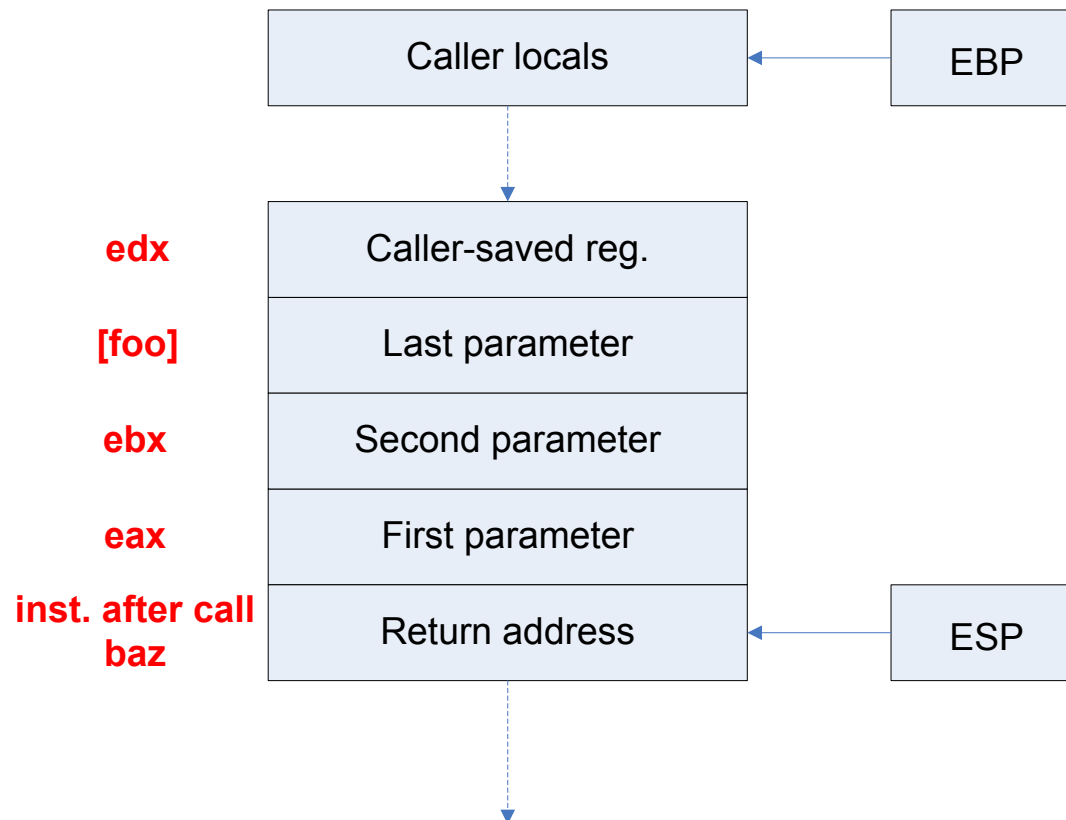 Caller locals
EBP
edx
Caller-saved reg.
[foo]
Last parameter
ebx
Second parameter
eax
First parameter
inst. after call
baz
Return address
ESP